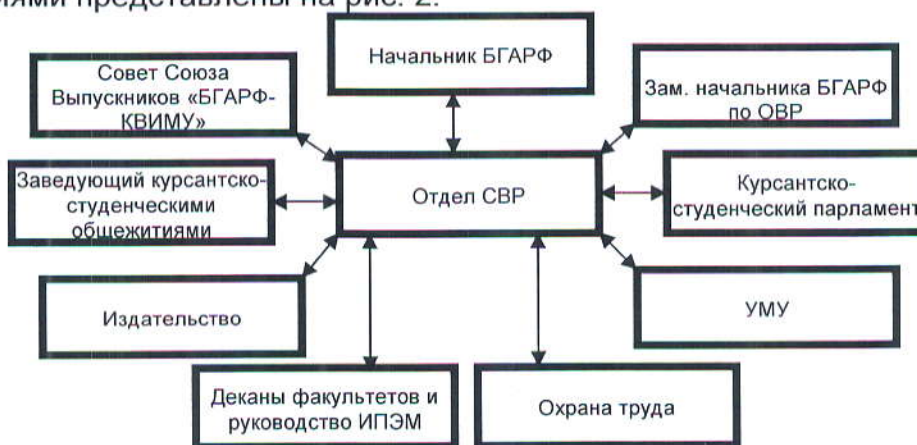 иями представлены на рис. 2.
Начальник БГАРФ
Совет Союза
Выпускников «БГАРФ-
КВИМУ»
Зам. начальника БГАРФ
по ОВР
Заведующий курсантско-
студенческими
общежитиями
Отдел СВР
Курсантско-
студенческий парламент
Издательство
УМУ
Деканы факультетов и
руководство ИПЭМ
Охрана труда